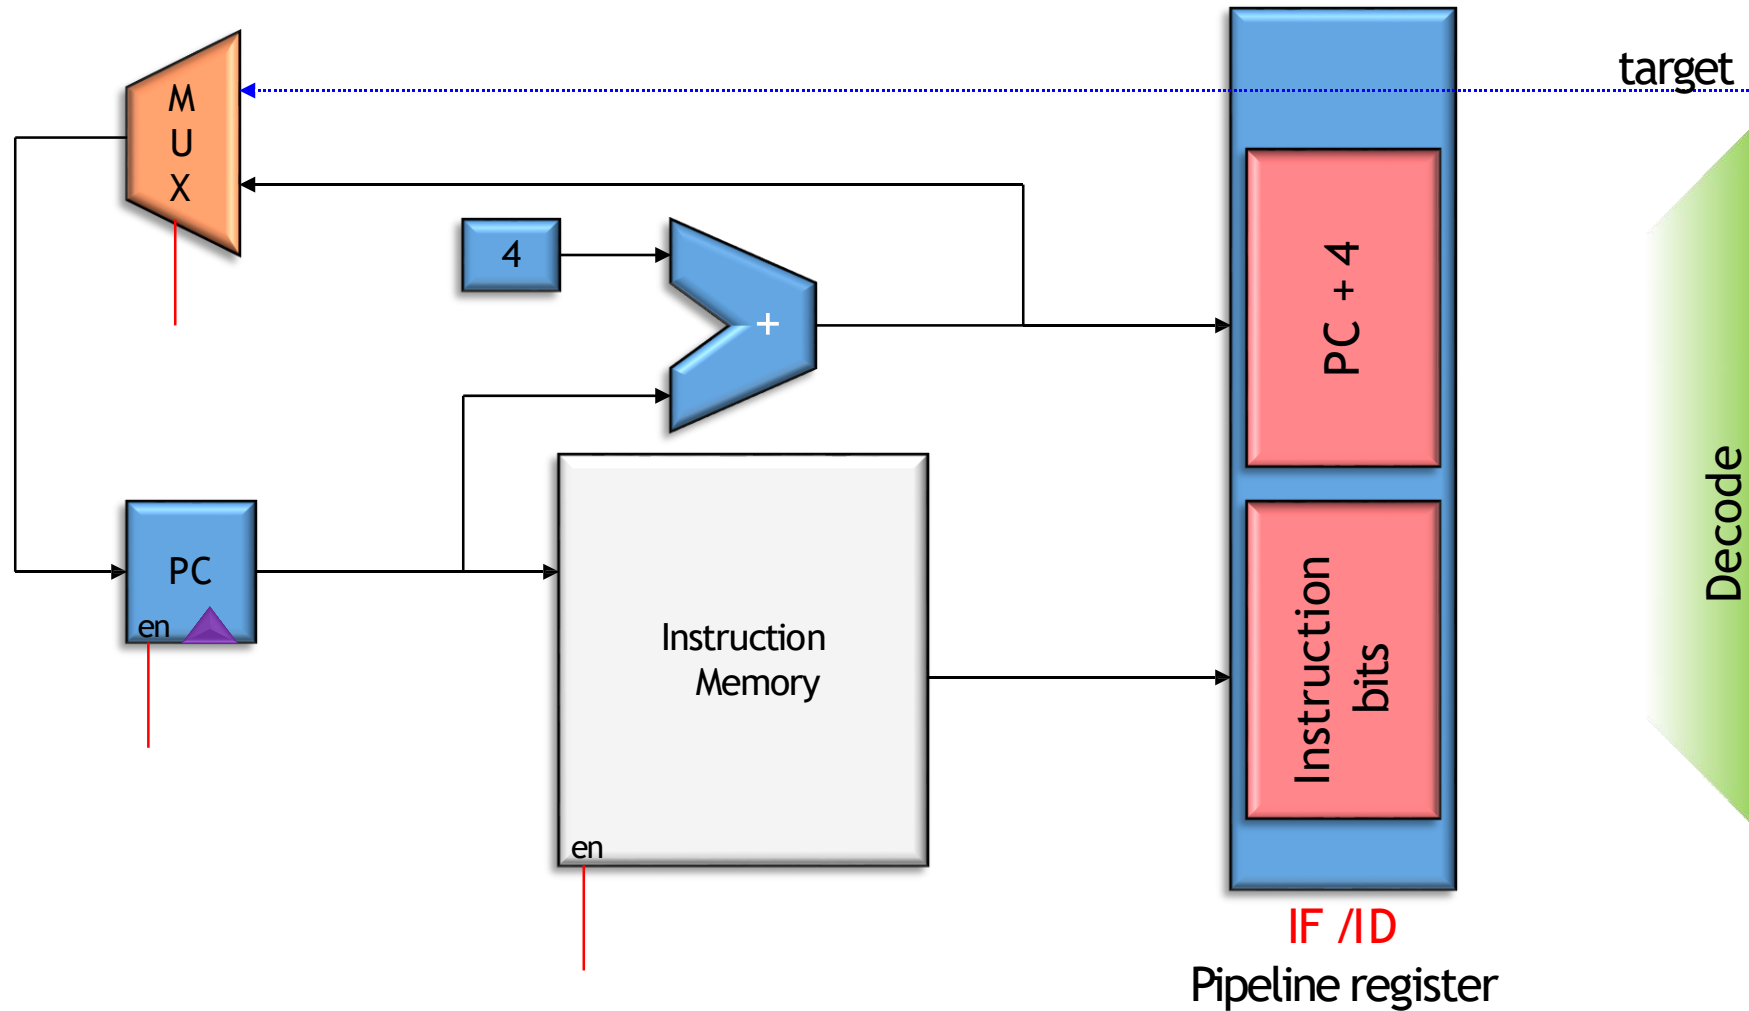 target
M
U
X
4
+
PC + 4
PC
en
Instruction
Memory
en
Instruction
bits
Decode
IF /ID
Pipeline register